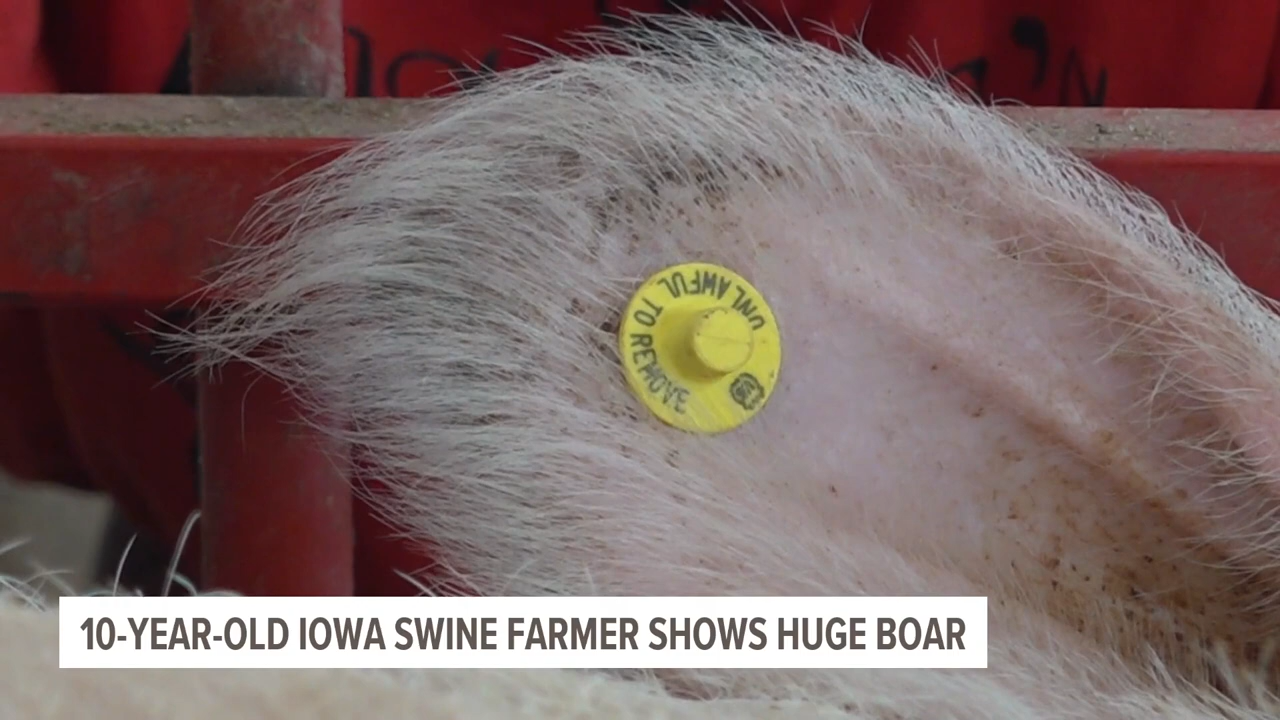 UNLAWFUL TO REMOVE
10-YEAR-OLD IOWA SWINE FARMER SHOWS HUGE BOAR